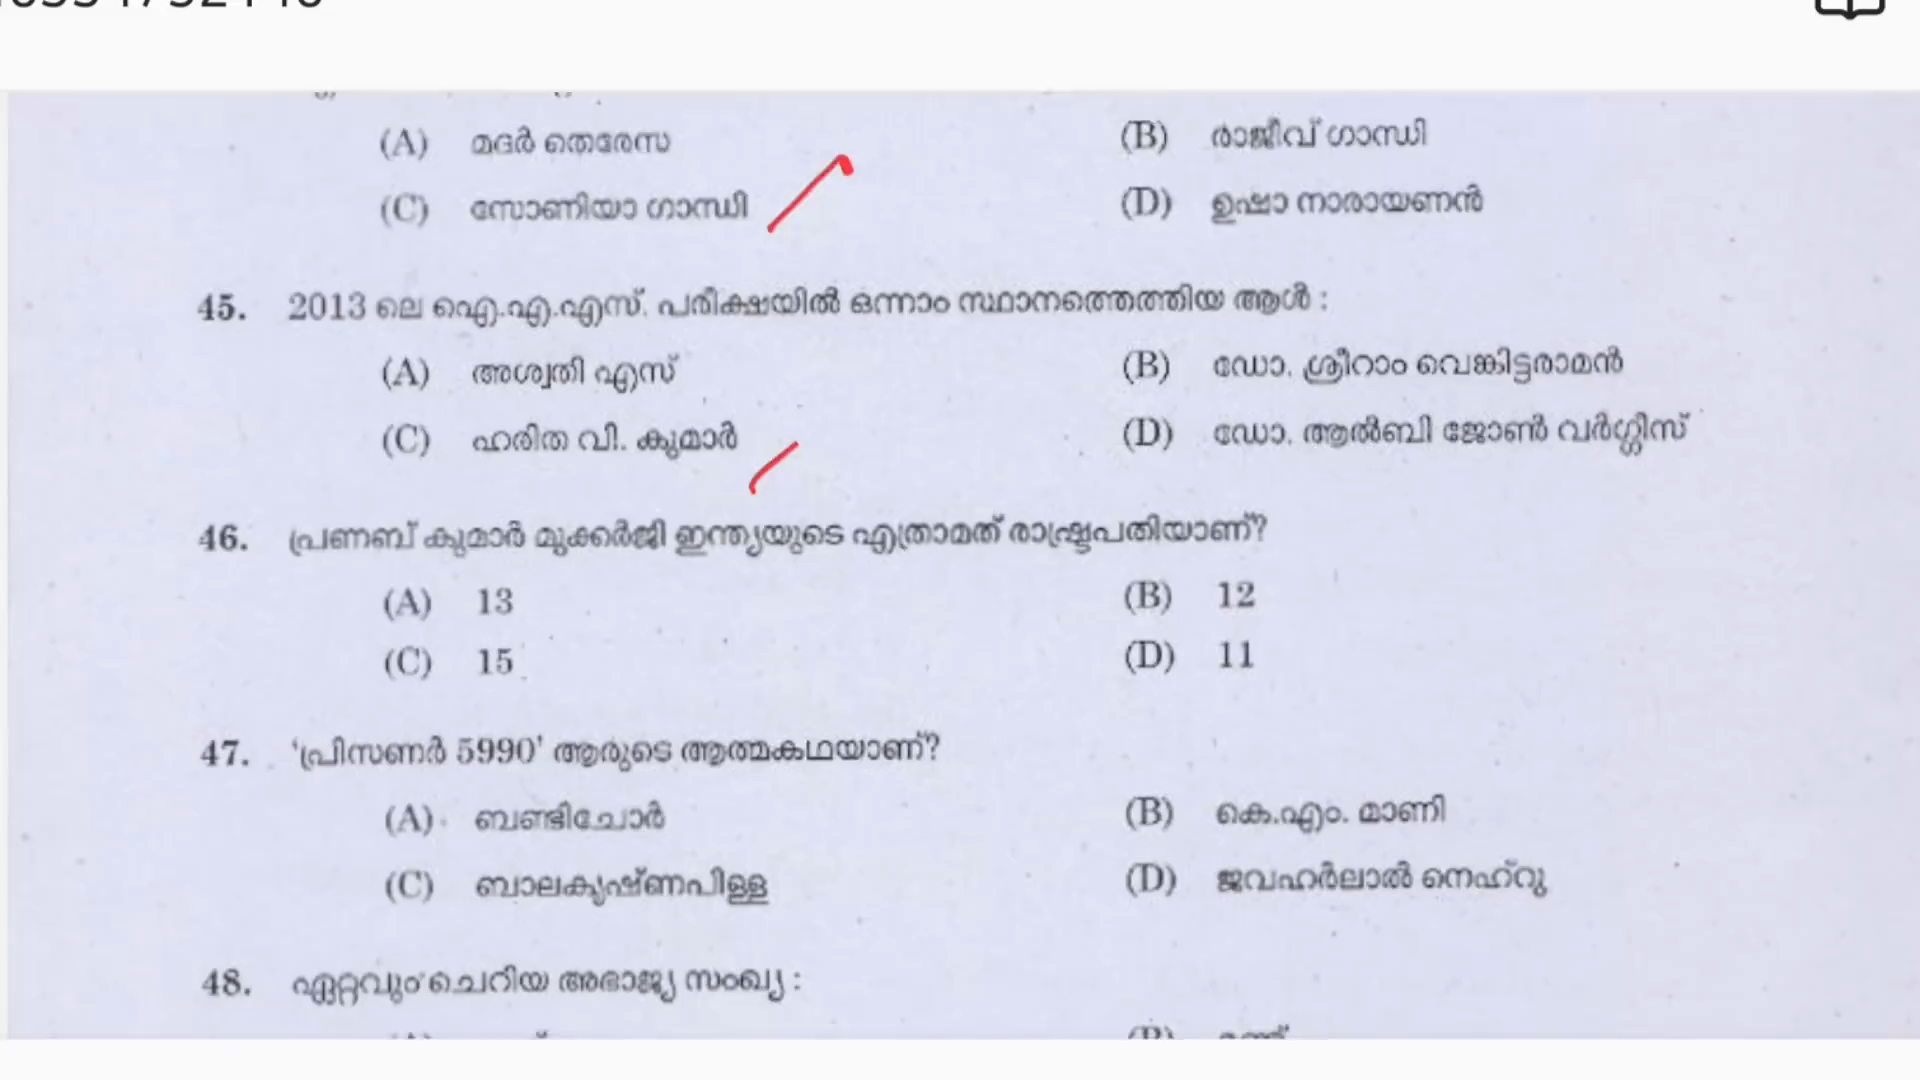 (A) മദർ തെരേസ (B) രാജീവ് ഗാന്ധി
(C) സോണിയാ ഗാന്ധി (D) ഉഷാ നാരായണൻ
45. 2013 ലെ ഐ.എ.എസ്. പരീക്ഷയിൽ ഒന്നാം സ്ഥാനത്തെത്തിയ ആൾ :
(A) അശ്വതി എസ് (B) ഡോ. ശ്രീറാം വെങ്കിട്ടരാമൻ
(C) ഹരിത വി. കുമാർ (D) ഡോ. ആൽബി ജോൺ വർഗ്ഗീസ്
46. പ്രണബ് കുമാർ മുക്കർജി ഇന്ത്യയുടെ എത്രാമത് രാഷ്ട്രപതിയാണ്?
(A) 13 (B) 12
(C) 15 (D) 11
47. 'പ്രിസണർ 5990' ആരുടെ ആത്മകഥയാണ്?
(A) ബണ്ടിചോർ (B) കെ.എം. മാണി
(C) ബാലകൃഷ്ണപിള്ള (D) ജവഹർലാൽ നെഹ്റു
48. ഏറ്റവും ചെറിയ അഭാജ്യ സംഖ്യ :